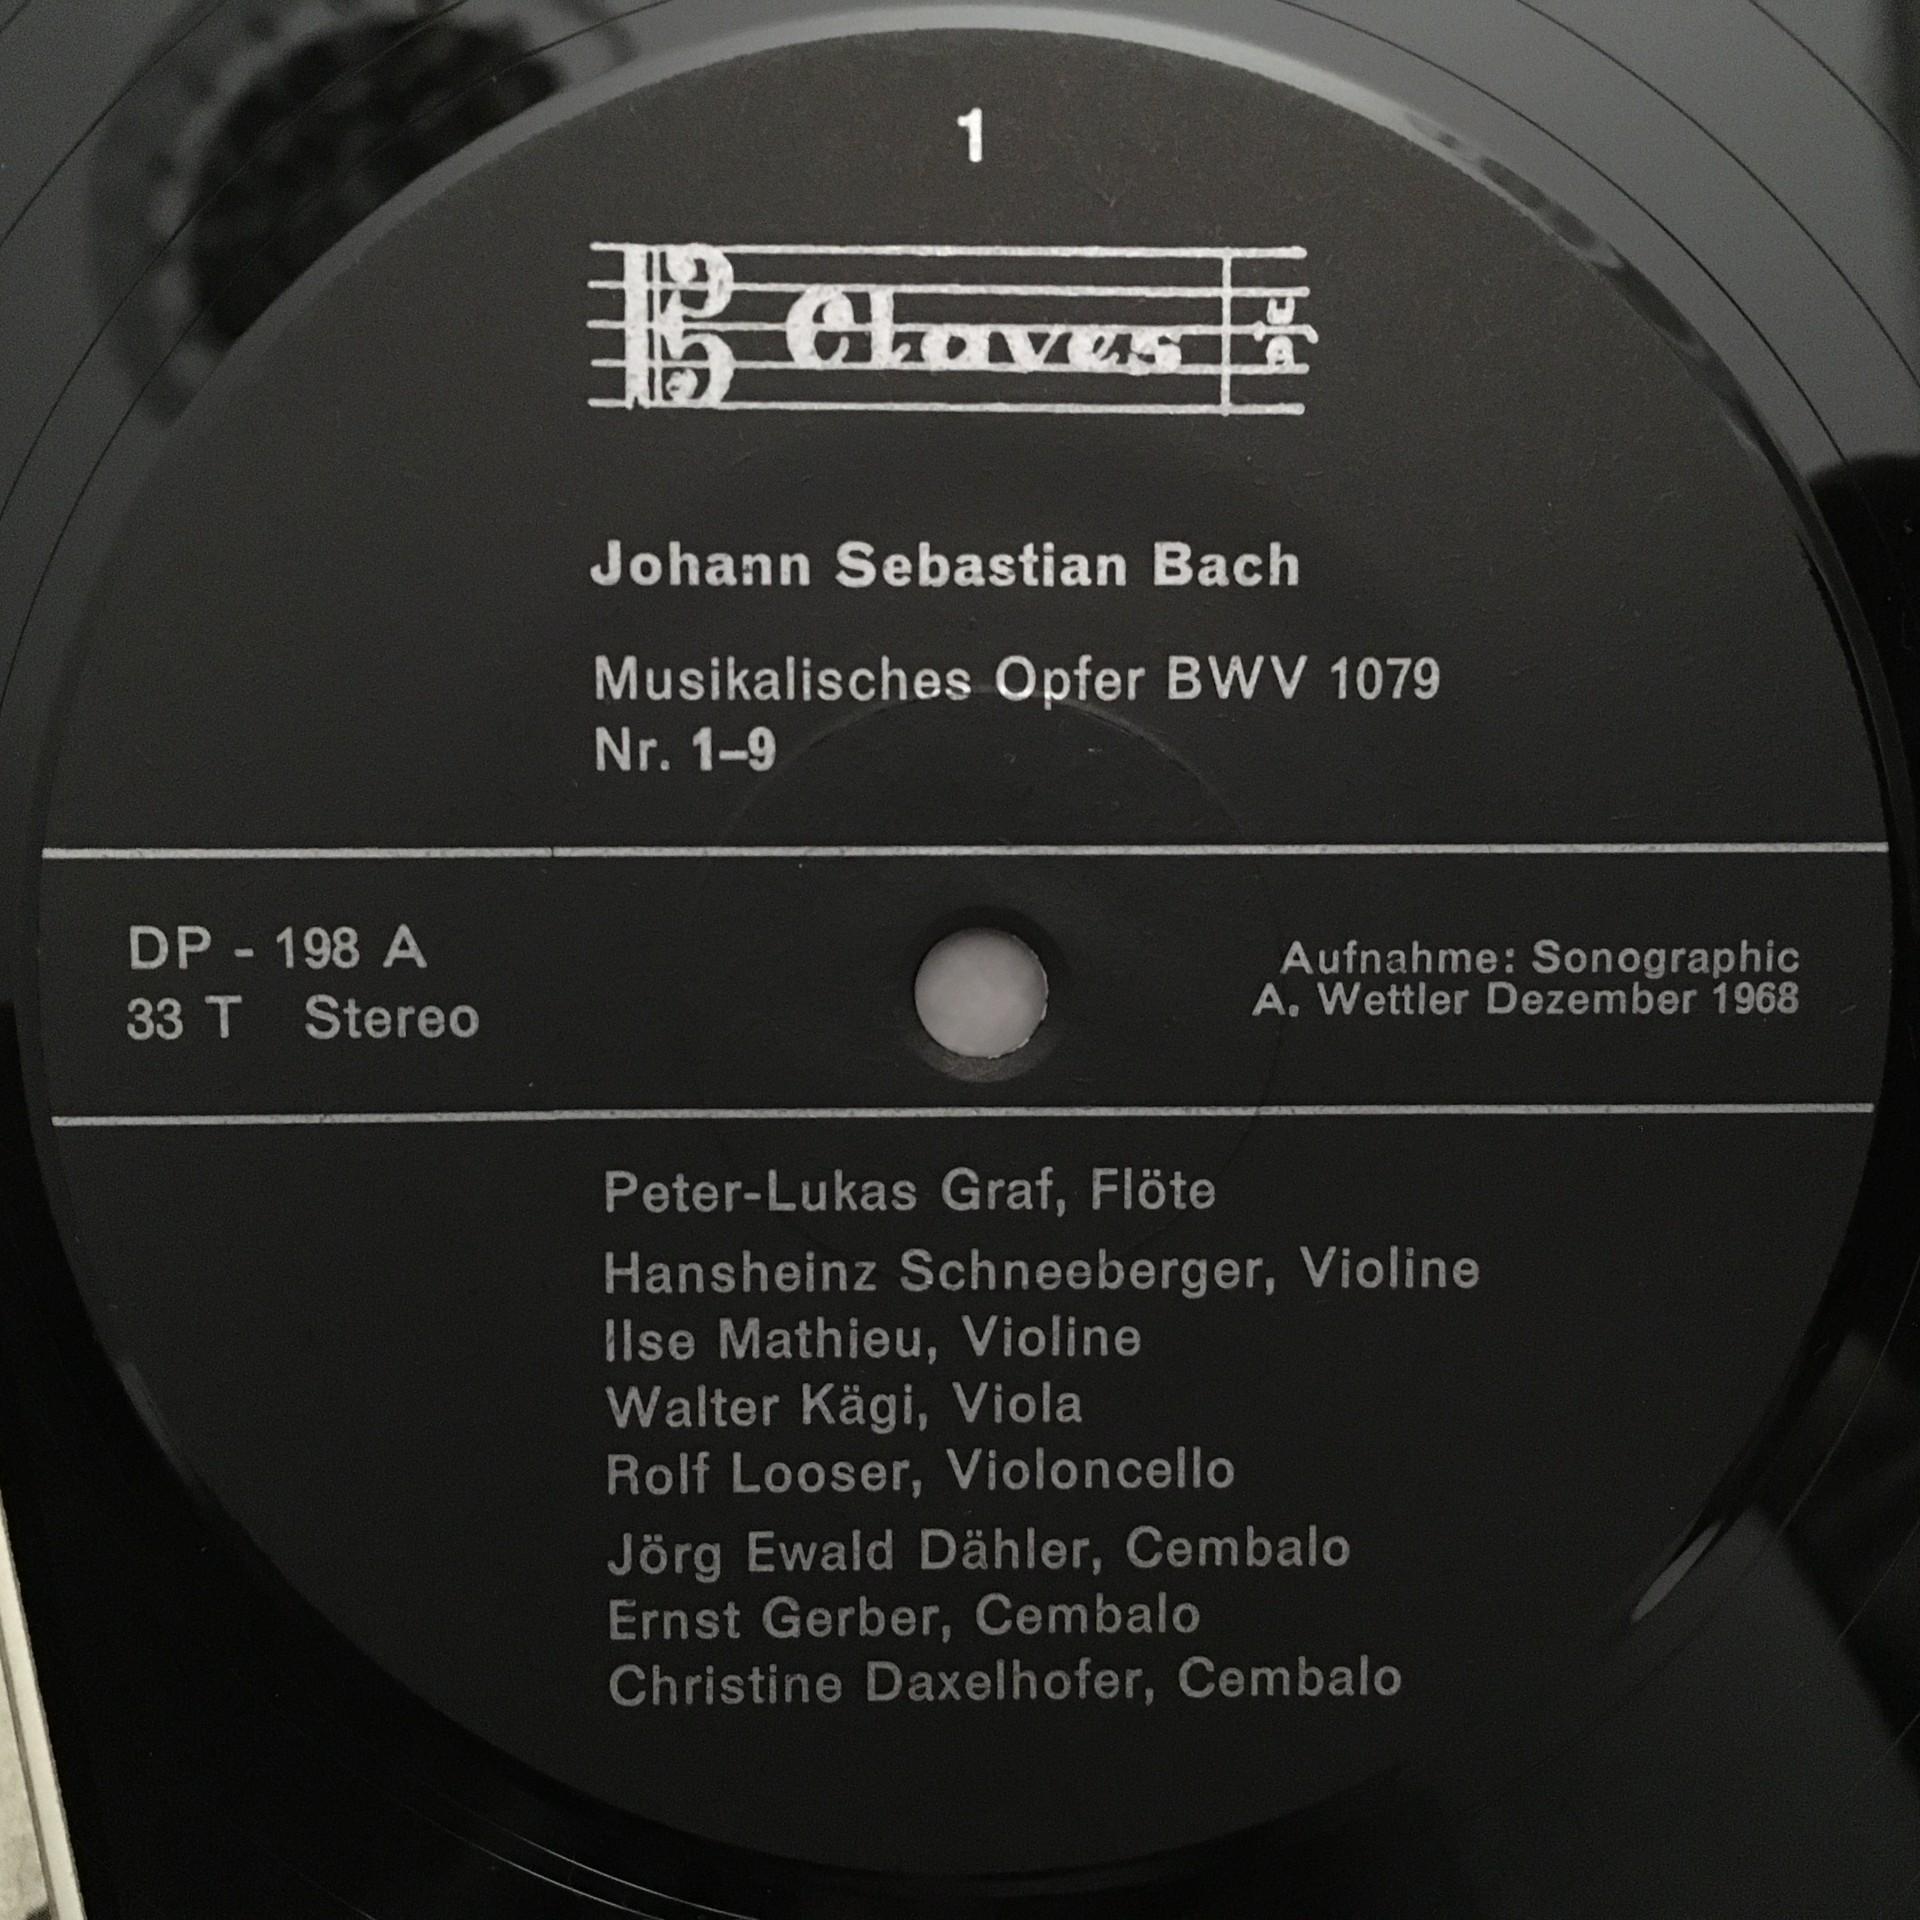 1
Claves
Johann Sebastian Bach
Musikalisches Opfer BWV 1079
Nr. 1–9
DP - 198 A
33 T Stereo
Aufnahme: Sonographic
A. Wettler Dezember 1968
Peter-Lukas Graf, Flöte
Hansheinz Schneeberger, Violine
Ilse Mathieu, Violine
Walter Kägi, Viola
Rolf Looser, Violoncello
Jörg Ewald Dähler, Cembalo
Ernst Gerber, Cembalo
Christine Daxelhofer, Cembalo